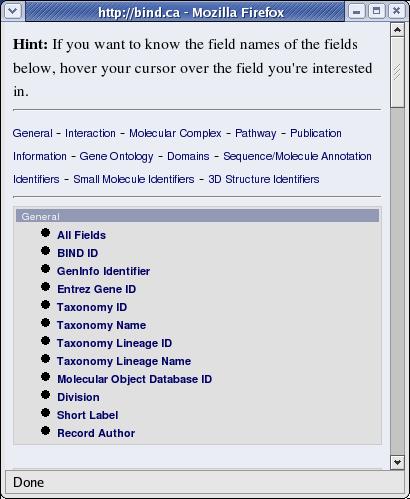 http://bind.ca - Mozilla Firefox
Hint: If you want to know the field names of the fields
below, hover your cursor over the field you're interested
in.
General - Interaction - Molecular Complex - Pathway - Publication
Information - Gene Ontology - Domains - Sequence/Molecule Annotation
Identifiers - Small Molecule Identifiers - 3D Structure Identifiers
General
All Fields
BIND ID
GenInfo Identifier
Entrez Gene ID
Taxonomy ID
Taxonomy Name
Taxonomy Lineage ID
Taxonomy Lineage Name
Molecular Object Database ID
Division
Short Label
Record Author
Done